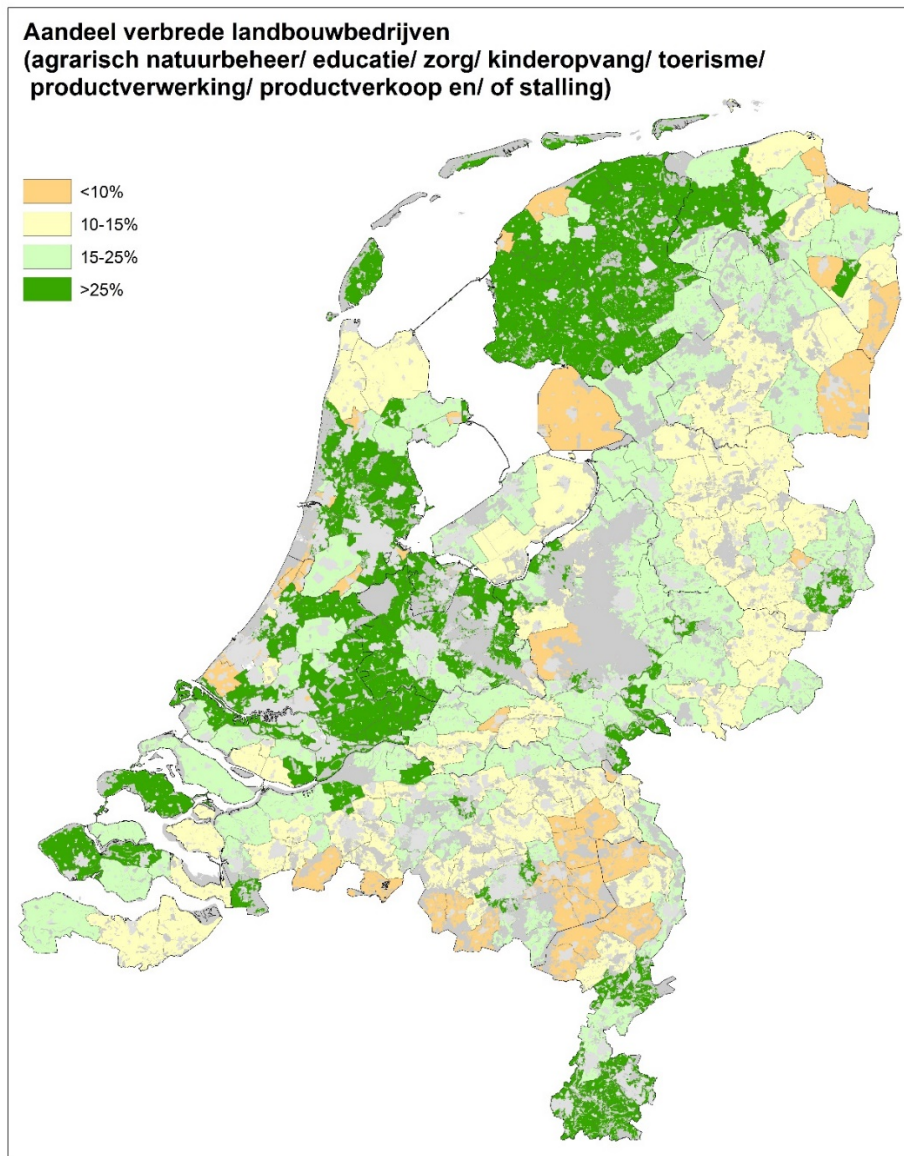 Aandeel verbrede landbouwbedrijven
(agrarisch natuurbeheer/ educatie/ zorg/ kinderopvang/ toerisme/
productverwerking/ productverkoop en/ of stalling)
<10%
10-15%
15-25%
>25%